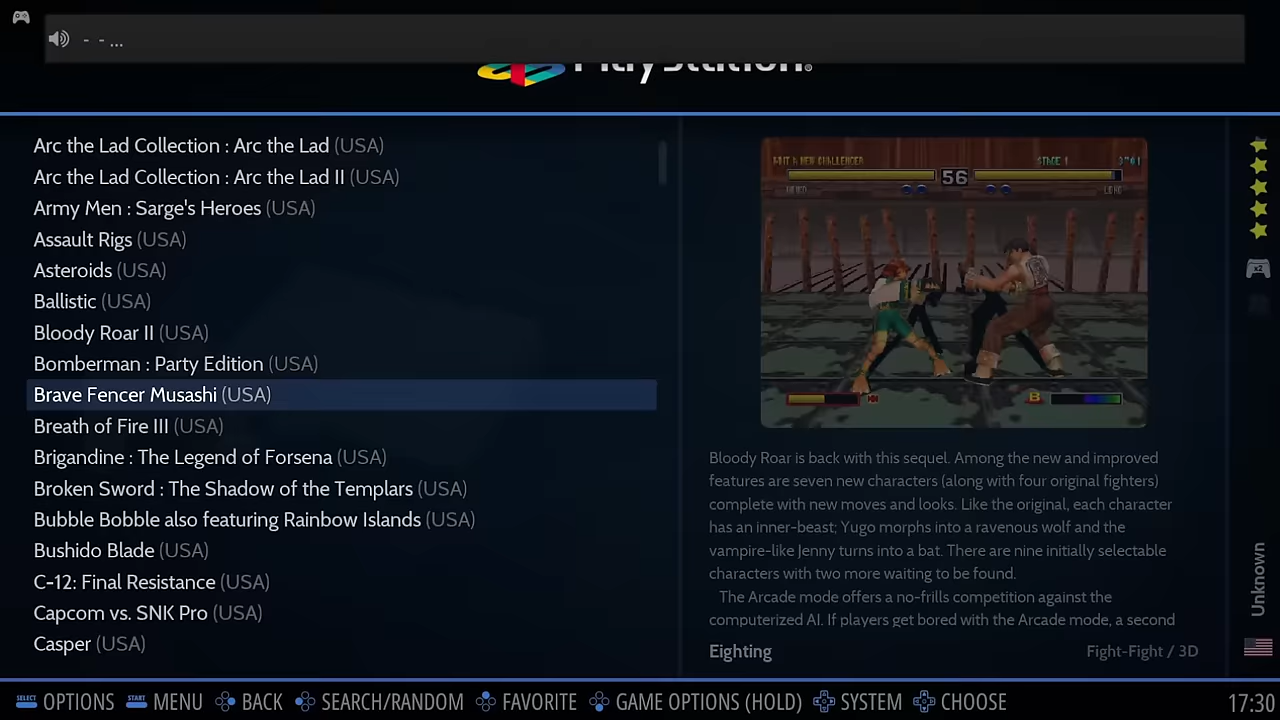 - - ...
PlayStation®
Arc the Lad Collection : Arc the Lad (USA)
Arc the Lad Collection : Arc the Lad II (USA)
Army Men : Sarge's Heroes (USA)
Assault Rigs (USA)
Asteroids (USA)
Ballistic (USA)
Bloody Roar II (USA)
Bomberman : Party Edition (USA)
Brave Fencer Musashi (USA)
Breath of Fire III (USA)
Brigandine : The Legend of Forsena (USA)
Broken Sword : The Shadow of the Templars (USA)
Bubble Bobble also featuring Rainbow Islands (USA)
Bushido Blade (USA)
C-12: Final Resistance (USA)
Capcom vs. SNK Pro (USA)
Casper (USA)
STAGE 1
56
LONG
B
Bloody Roar is back with this sequel. Among the new and improved
features are seven new characters (along with four original fighters)
complete with new moves and looks. Like the original, each character
has an inner-beast; Yugo morphs into a ravenous wolf and the
vampire-like Jenny turns into a bat. There are nine initially selectable
characters with two more waiting to be found.
The Arcade mode offers a no-frills competition against the
computerized AI. If players get bored with the Arcade mode, a second
Eighting
Fight-Fight / 3D
Unknown
SELECT OPTIONS START MENU BACK SEARCH/RANDOM FAVORITE GAME OPTIONS (HOLD) SYSTEM CHOOSE 17:30